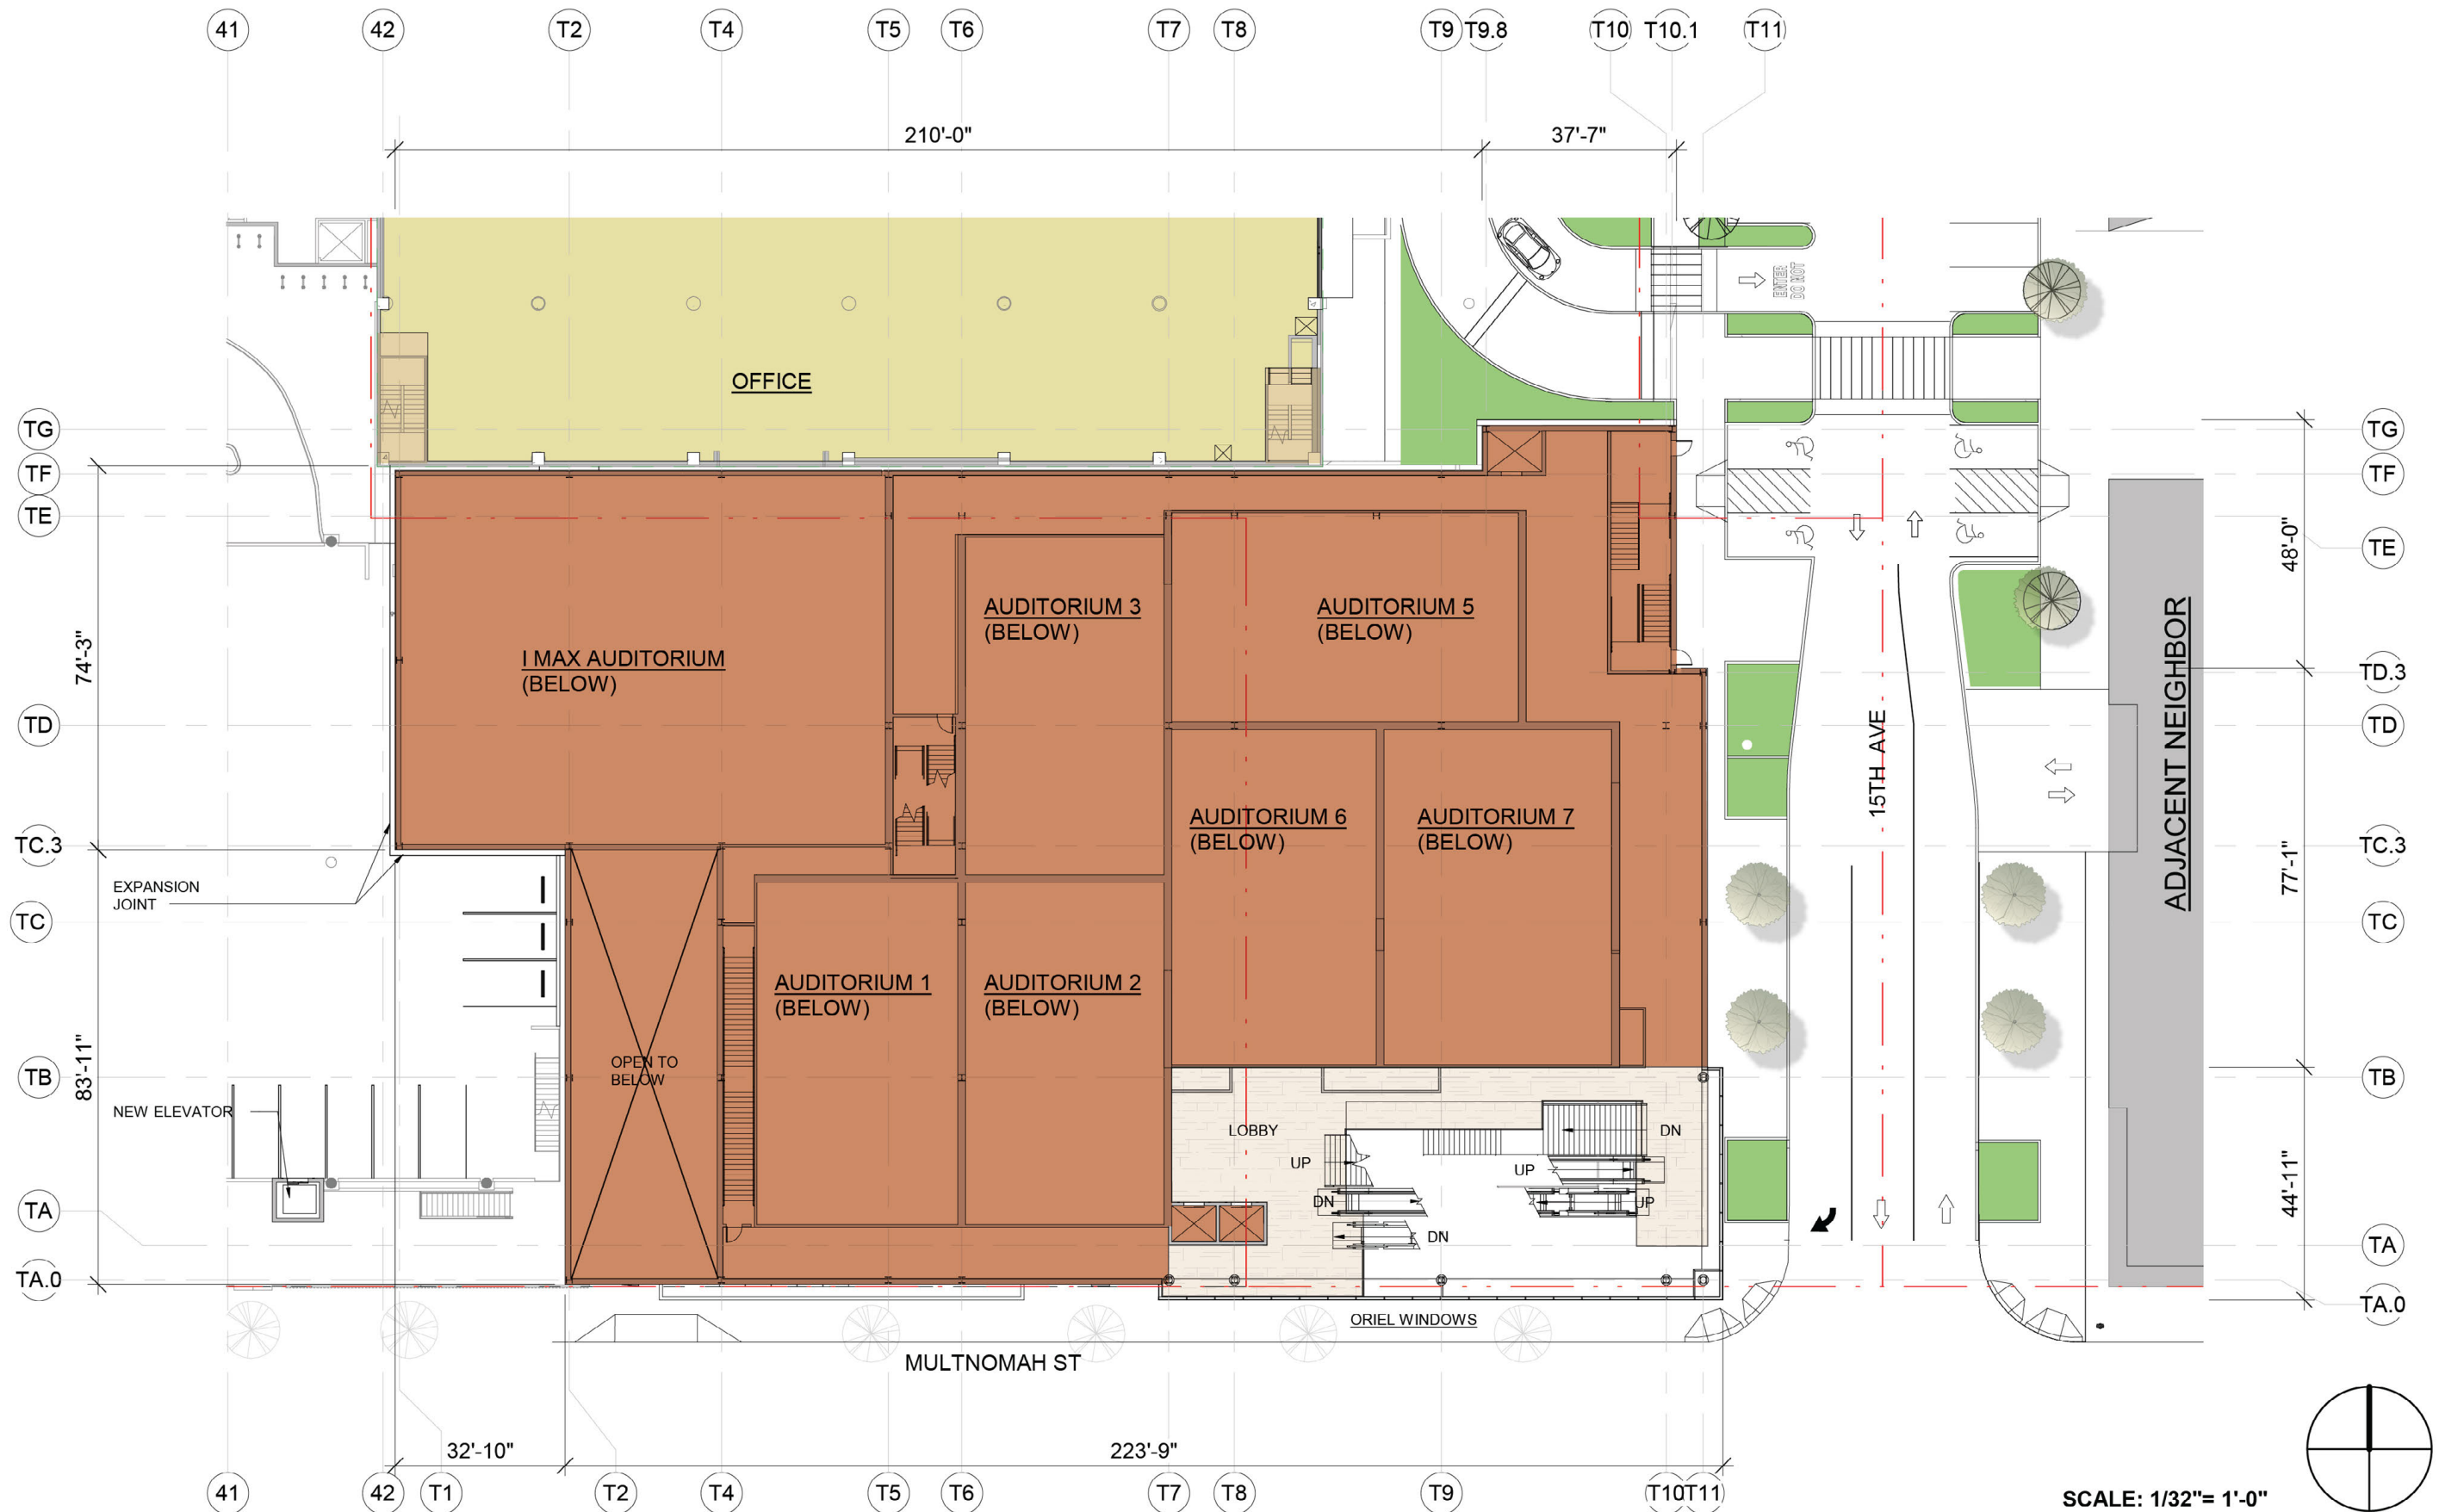 41 42 T2 T4 T5 T6 T7 T8 T9 T9.8 T10 T10.1 T11
210'-0" 37'-7"
ENTER
DO NOT
OFFICE
TG TG
TF TF
TE TE
48'-0"
AUDITORIUM 3
(BELOW)
AUDITORIUM 5
(BELOW)
74'-3"
I MAX AUDITORIUM
(BELOW)
ADJACENT NEIGHBOR
TD.3
TD TD
15TH AVE
AUDITORIUM 6
(BELOW)
AUDITORIUM 7
(BELOW)
TC.3 TC.3
77'-1"
EXPANSION
JOINT
TC TC
AUDITORIUM 1
(BELOW)
AUDITORIUM 2
(BELOW)
83'-11"
OPEN TO
BELOW
TB TB
NEW ELEVATOR
LOBBY
DN
UP
UP
DN
UP
DN
44'-11"
TA TA
TA.0 TA.0
ORIEL WINDOWS
MULTNOMAH ST
32'-10" 223'-9"
41 42 T1 T2 T4 T5 T6 T7 T8 T9 T10 T11
SCALE: 1/32"= 1'-0"